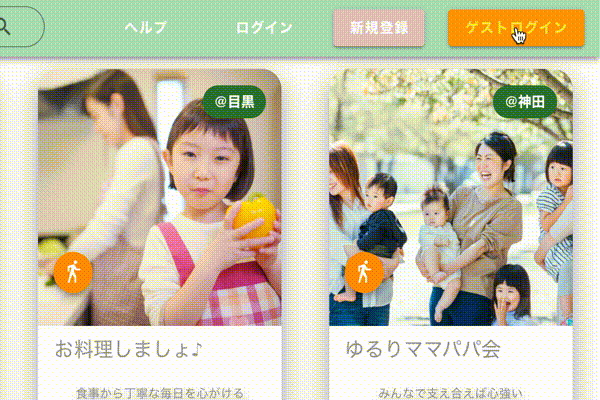 ヘルプ
ログイン
新規登録
ゲストログイン
@目黒
@神田
お料理しましょ♪
ゆるりママパパ会
食事から丁寧な毎日を心がける
みんなで支え合えば心強い